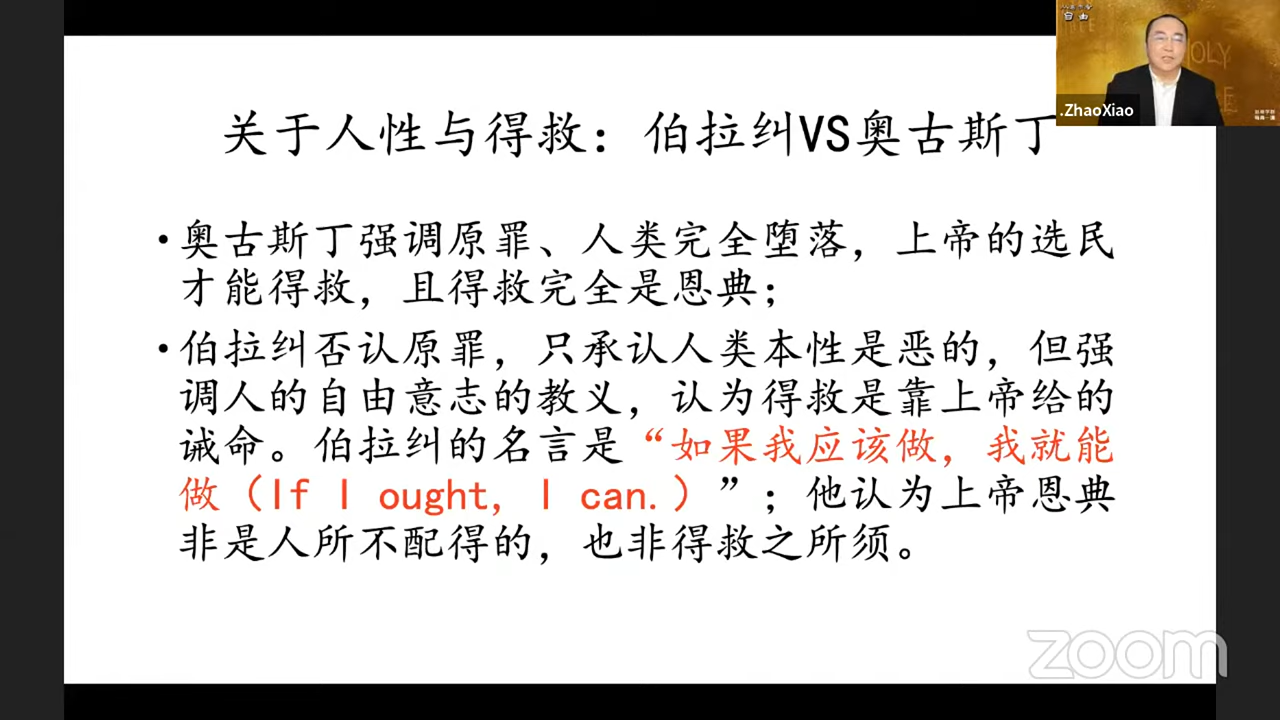 关于人性与得救：伯拉纠VS奥古斯丁
•奥古斯丁强调原罪、人类完全堕落，上帝的选民
才能得救，且得救完全是恩典；
•伯拉纠否认原罪，只承认人类本性是恶的，但强
调人的自由意志的教义，认为得救是靠上帝给的
诫命。伯拉纠的名言是“如果我应该做，我就能
做（If I ought, I can.）”；他认为上帝恩典
非是人所不配得的，也非得救之所须。
自由
OLY
.ZhaoXiao
zoom